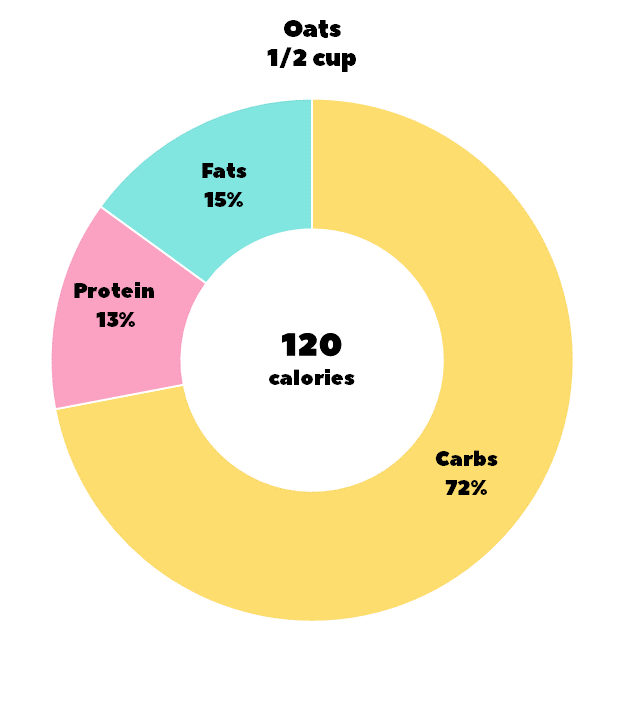 Oats
1/2 cup
Fats
15%
Protein
13%
120
calories
Carbs
72%